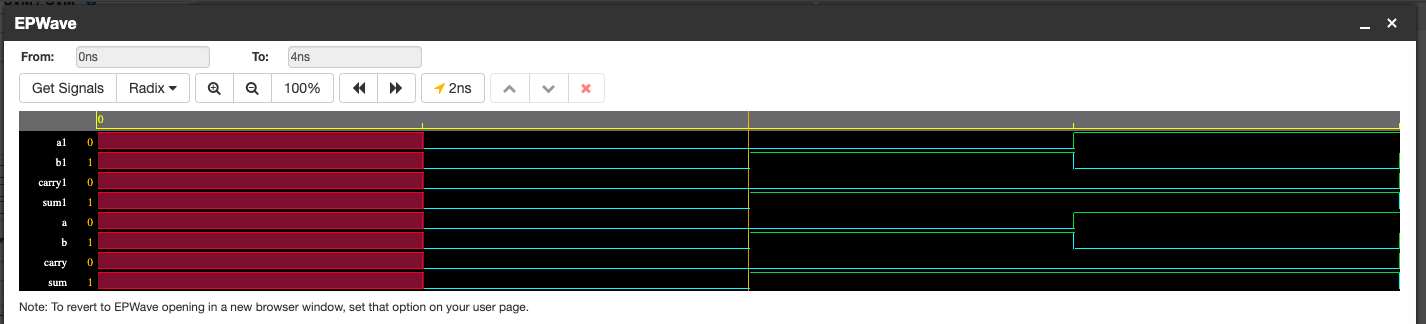 EPWave
From: 0ns To: 4ns
Get Signals Radix 100% 2ns
0
a1 0
b1 1
carry1 0
sum1 1
a 0
b 1
carry 0
sum 1
Note: To revert to EPWave opening in a new browser window, set that option on your user page.